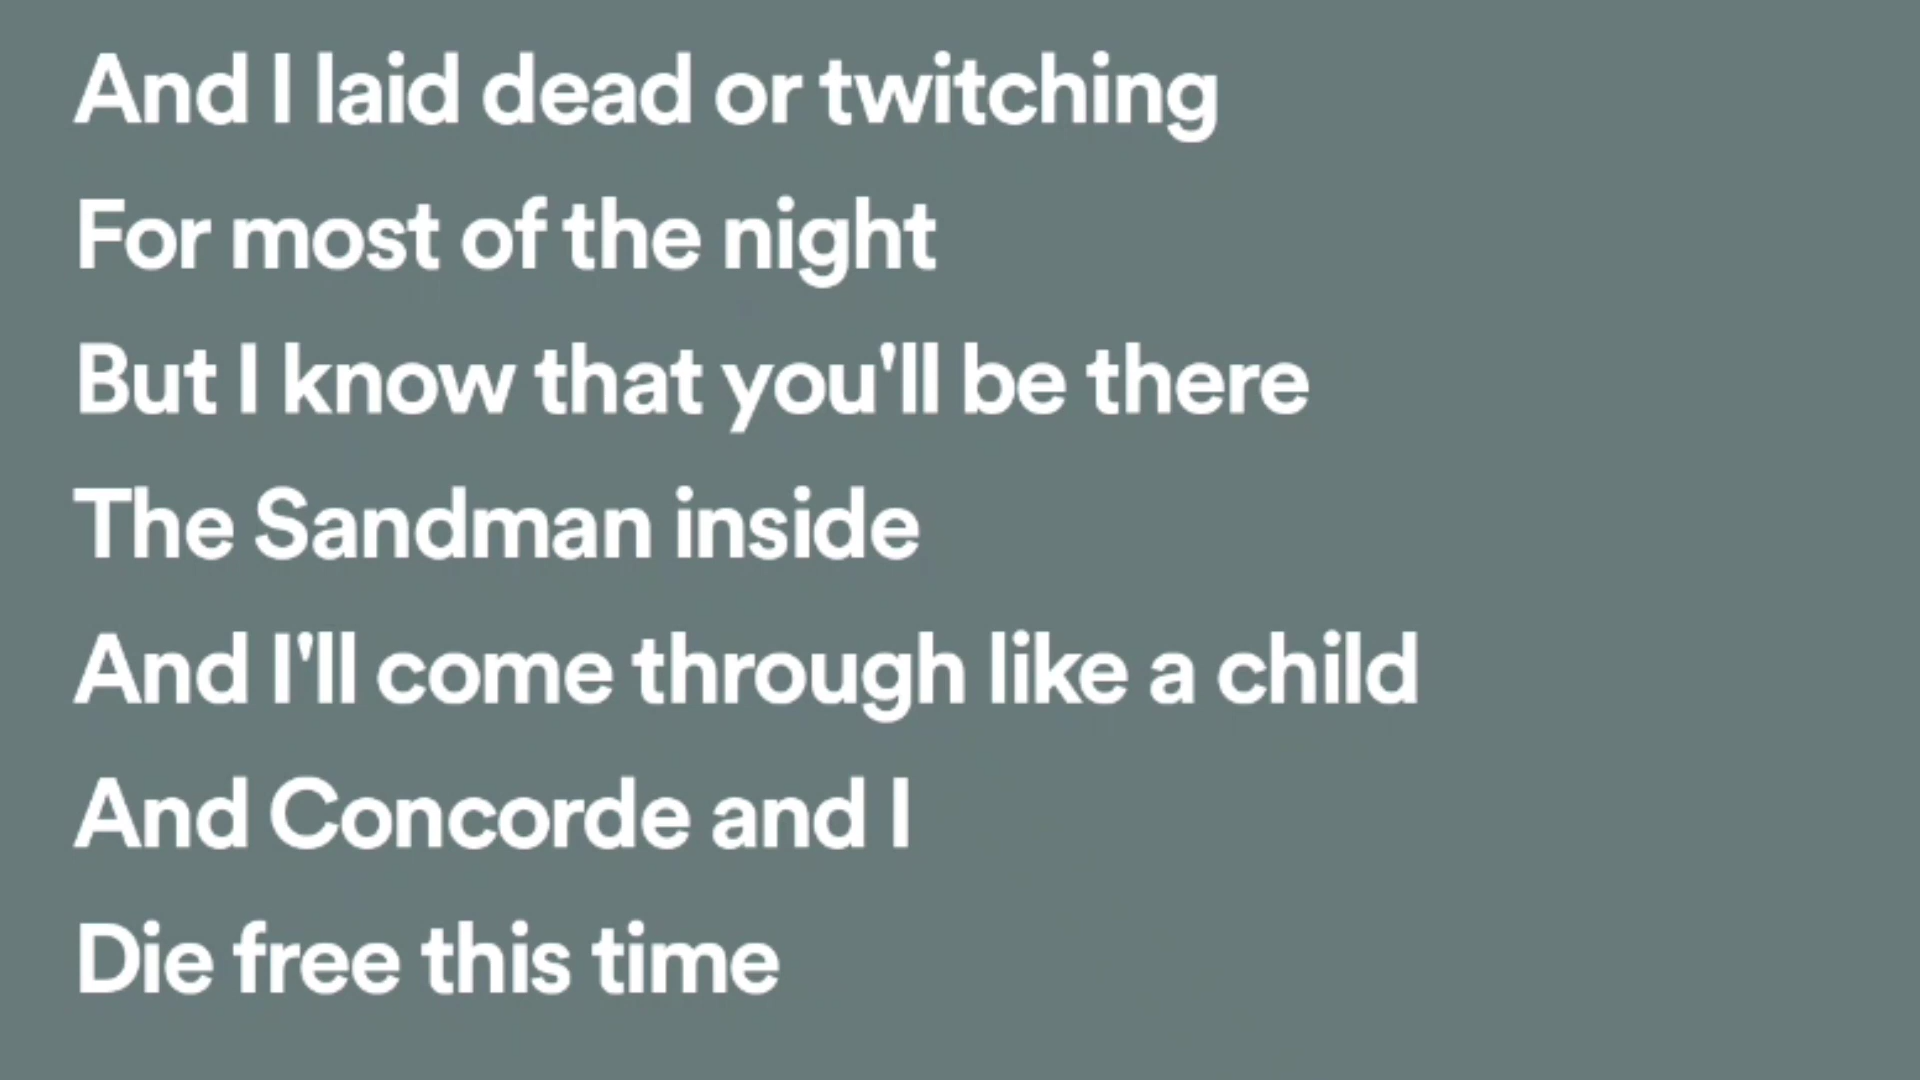 And I laid dead or twitching
For most of the night
But I know that you'll be there
The Sandman inside
And I'll come through like a child
And Concorde and I
Die free this time